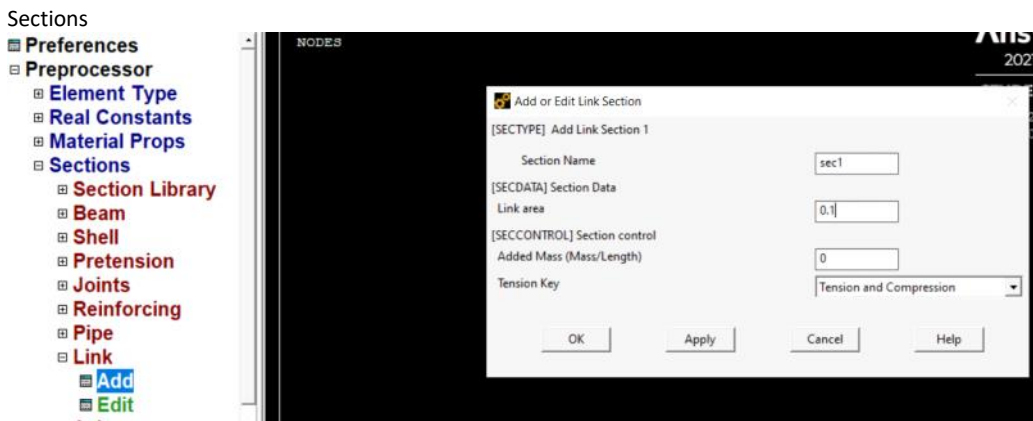 Sections
Preferences
Preprocessor
Element Type
Real Constants
Material Props
Sections
Section Library
Beam
Shell
Pretension
Joints
Reinforcing
Pipe
Link
Add
Edit
NODES
Add or Edit Link Section
[SECTYPE] Add Link Section 1
Section Name sec1
[SECDATA] Section Data
Link area 0.1
[SECCONTROL] Section control
Added Mass (Mass/Length) 0
Tension Key Tension and Compression
OK Apply Cancel Help